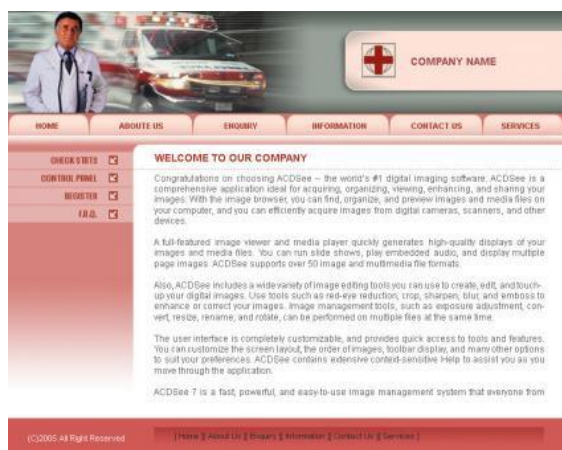 COMPANY NAME
HOME
ABOUTE US
ENQUIRY
INFORMATION
CONTACT US
SERVICES
CHECK STATS
CONTROL PANEL
REGISTER
F.A.Q.
WELCOME TO OUR COMPANY
Congratulations on choosing ACDSee – the world's #1 digital imaging software. ACDSee is a
comprehensive application ideal for acquiring, organizing, viewing, enhancing, and sharing your
images. With the image browser, you can find, organize, and preview images and media files on
your computer, and you can efficiently acquire images from digital cameras, scanners, and other
devices.
A full-featured image viewer and media player quickly generates high-quality displays of your
images and media files. You can run slide shows, play embedded audio, and display multiple
page images. ACDSee supports over 50 image and multimedia file formats.
Also, ACDSee includes a wide variety of image editing tools you can use to create, edit, and touch-
up your digital images. Use tools such as red-eye reduction, crop, sharpen, blur, and emboss to
enhance or correct your images. Image management tools, such as exposure adjustment, con-
vert, resize, rename, and rotate, can be performed on multiple files at the same time.
The user interface is completely customizable, and provides quick access to tools and features.
You can customize the screen layout, the order of images, toolbar display, and many other options
to suit your preferences. ACDSee contains extensive context-sensitive Help to assist you as you
move through the application.
ACDSee 7 is a fast, powerful, and easy-to-use image management system that everyone from
(C)2005 All Right Reserved
[ Home ][ About Us ][ Enquiry ][ Information ][ Contact Us ][ Services ]